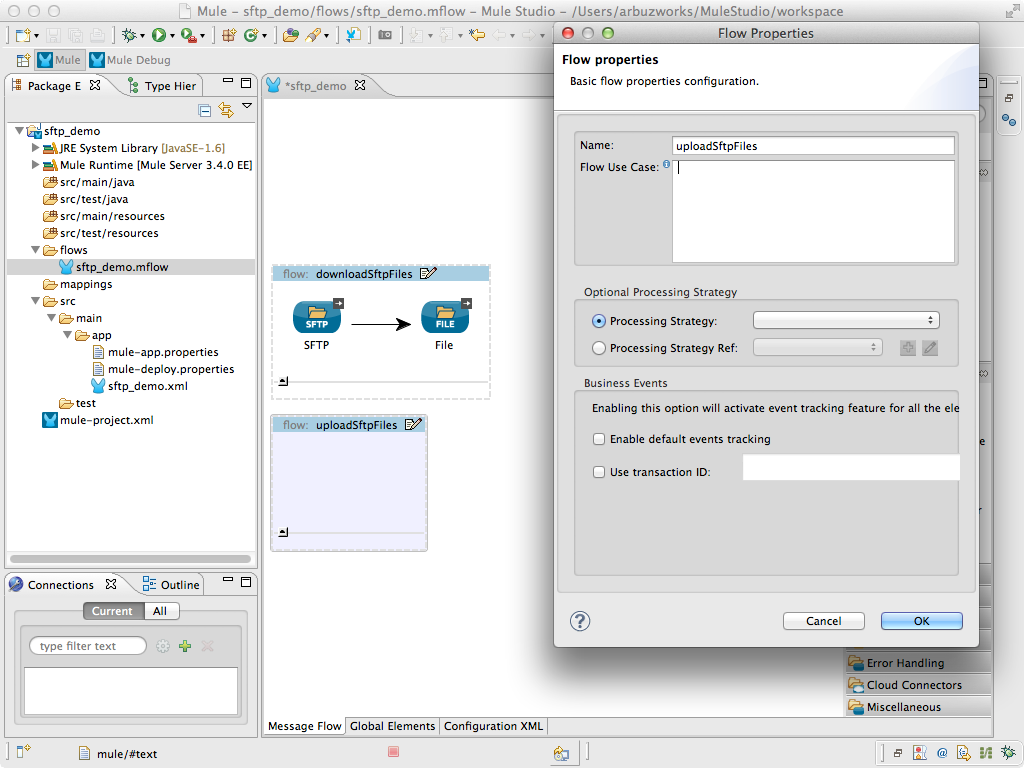 Mule – sftp_demo/flows/sftp_demo.mflow – Mule Studio – /Users/arbuzworks/MuleStudio/workspace
Mule
Mule Debug
Package E
Type Hier
sftp_demo
JRE System Library [JavaSE-1.6]
Mule Runtime [Mule Server 3.4.0 EE]
src/main/java
src/test/java
src/main/resources
src/test/resources
flows
sftp_demo.mflow
mappings
src
main
app
mule-app.properties
mule-deploy.properties
sftp_demo.xml
test
mule-project.xml
Connections
Outline
Current
All
type filter text
*sftp_demo
flow: downloadSftpFiles
SFTP
FILE
SFTP
File
flow: uploadSftpFiles
Message Flow
Global Elements
Configuration XML
Flow Properties
Flow properties
Basic flow properties configuration.
Name:
uploadSftpFiles
Flow Use Case:
Optional Processing Strategy
Processing Strategy:
Processing Strategy Ref:
Business Events
Enabling this option will activate event tracking feature for all the ele
Enable default events tracking
Use transaction ID:
?
Cancel
OK
Error Handling
Cloud Connectors
Miscellaneous
mule/#text